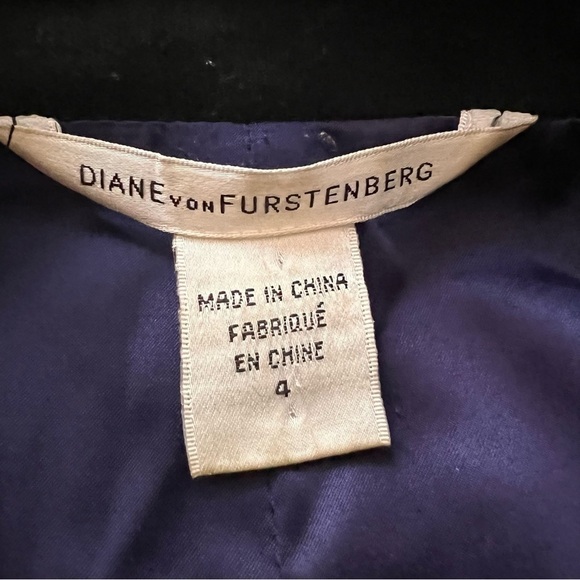 DIANE VON FURSTENBERG
MADE IN CHINA
FABRIQUÉ
EN CHINE
4